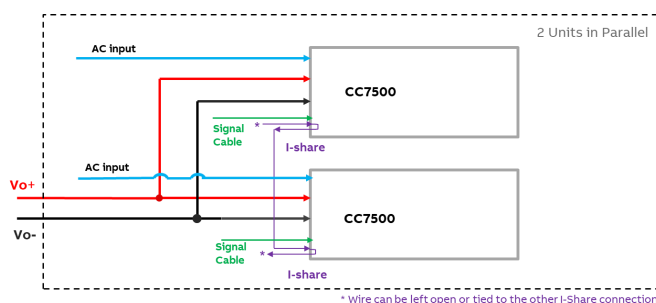 2 Units in Parallel
AC input
CC7500
Signal
Cable
*
I-share
AC input
Vo+
CC7500
Vo-
Signal
Cable
*
I-share
* Wire can be left open or tied to the other I-Share connection